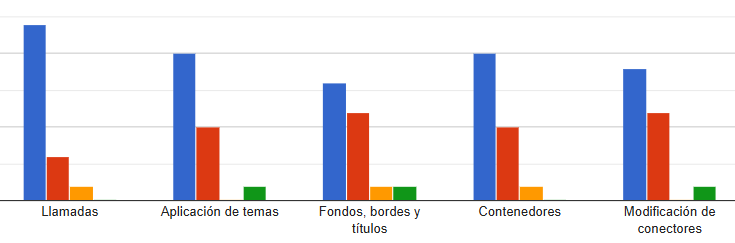 Llamadas
Aplicación de temas
Fondos, bordes y
títulos
Contenedores
Modificación de
conectores